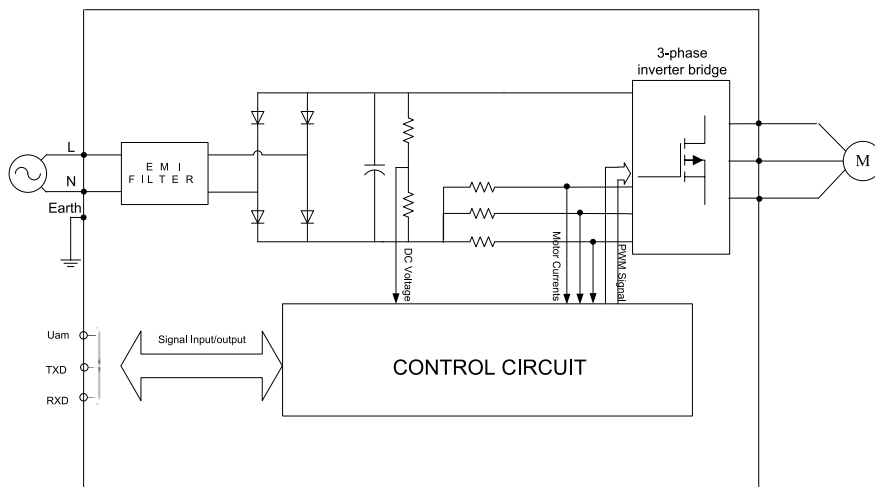 3-phase
inverter bridge
L
N
Earth
E M I
F I L T E R
M
DC Voltage
Motor Currents
PWM Signal
Uam
TXD
RXD
Signal Input/output
CONTROL CIRCUIT